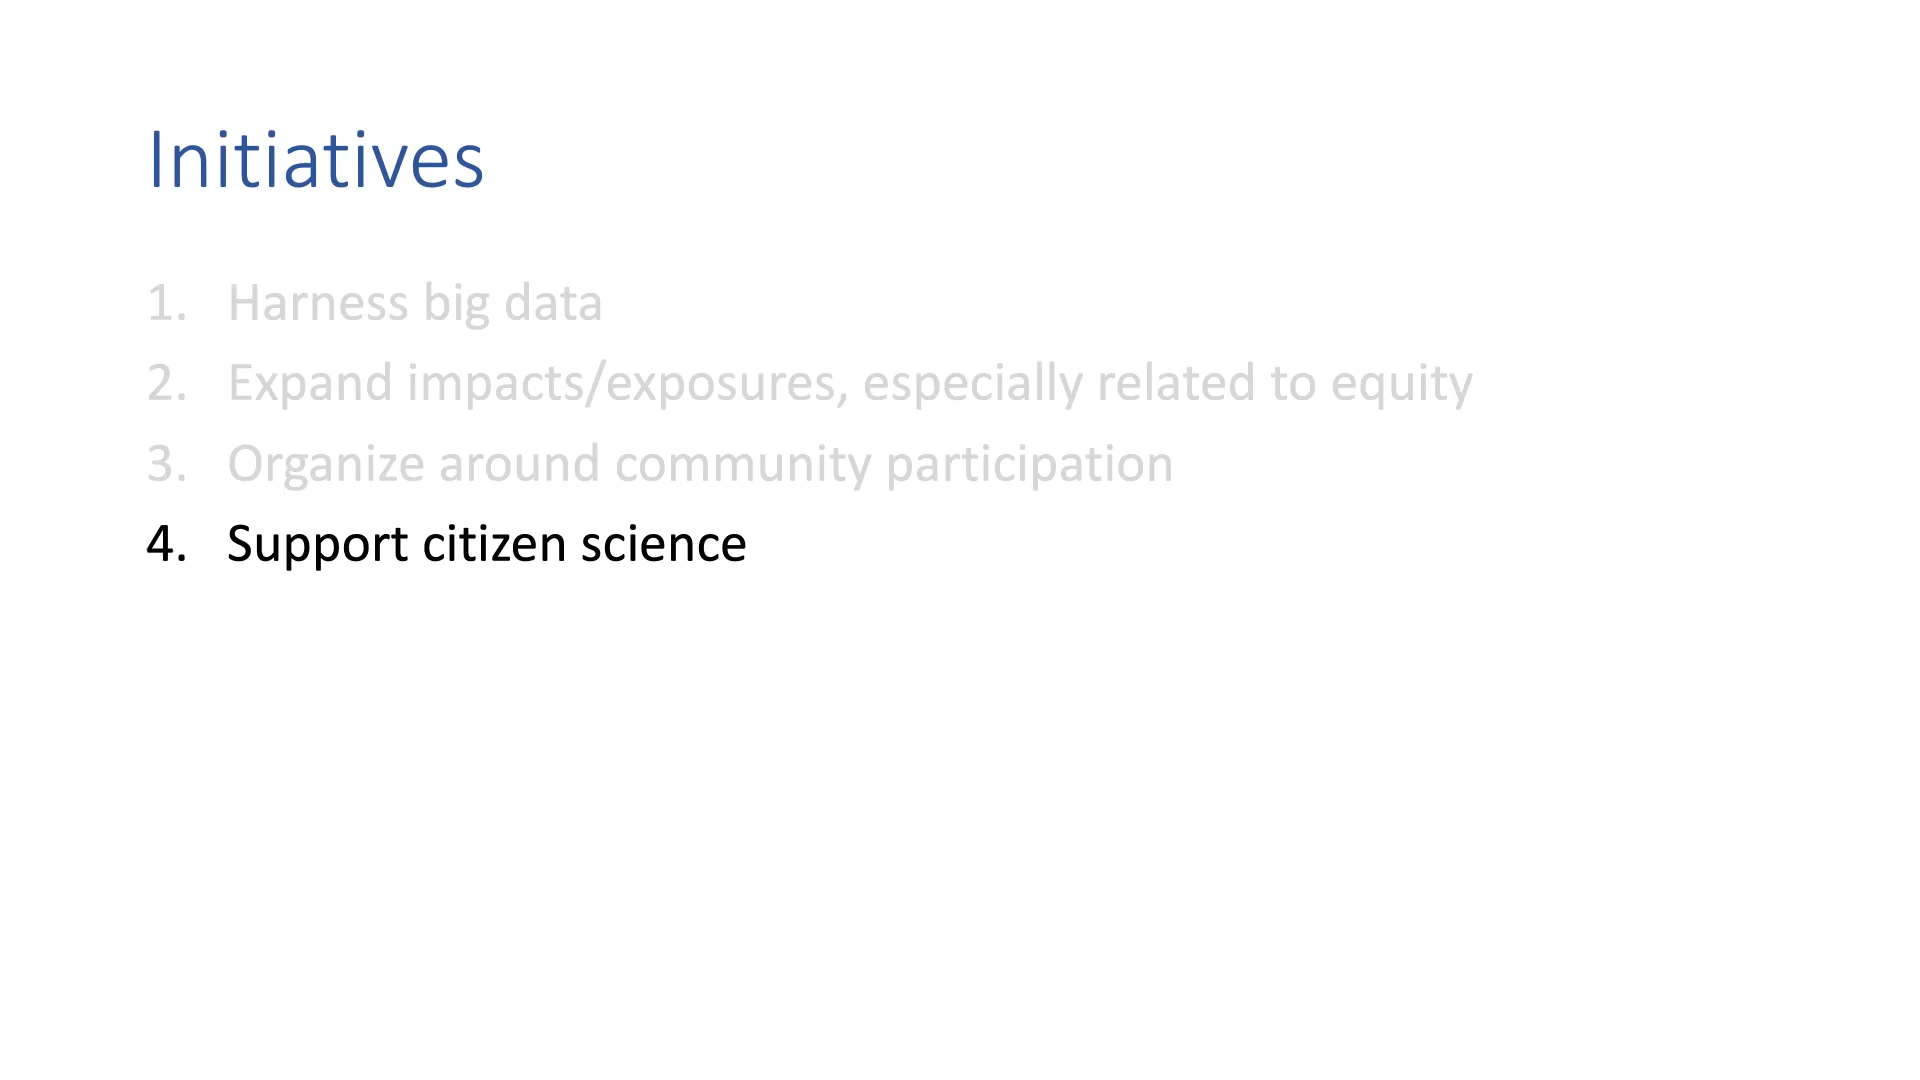 Initiatives
1. Harness big data
2. Expand impacts/exposures, especially related to equity
3. Organize around community participation
4. Support citizen science